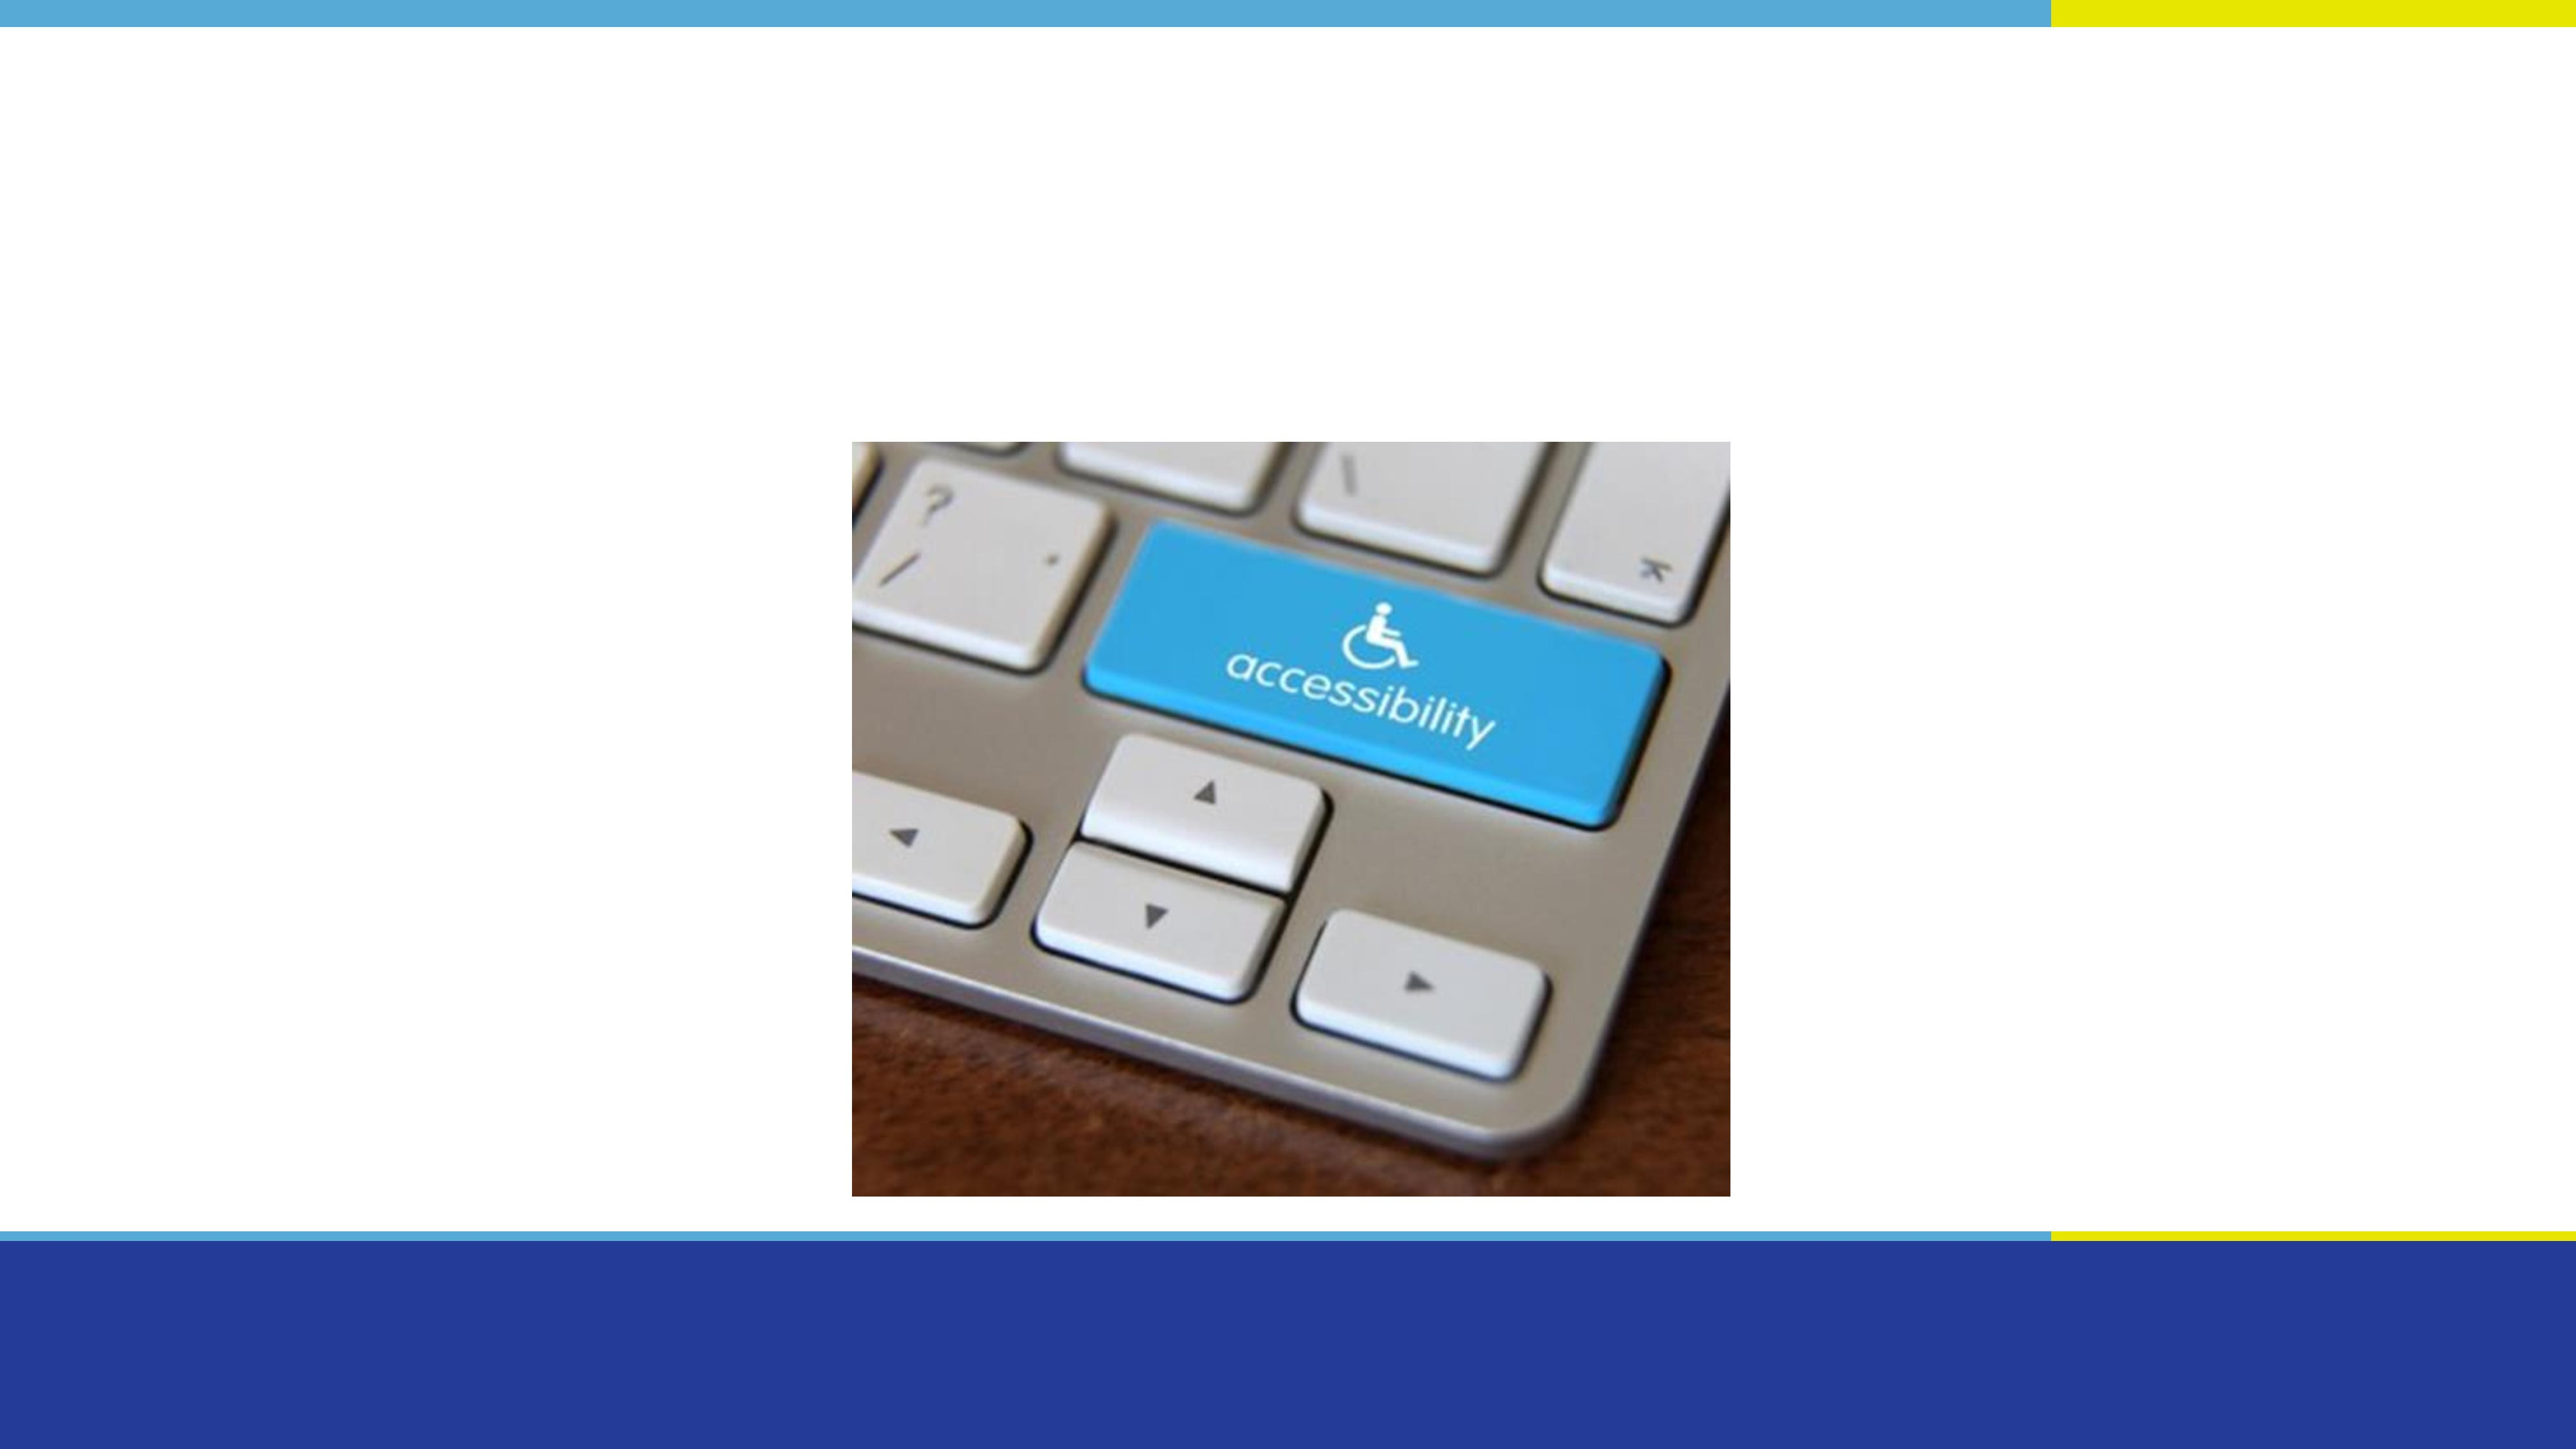 ?
/
\
accessibility